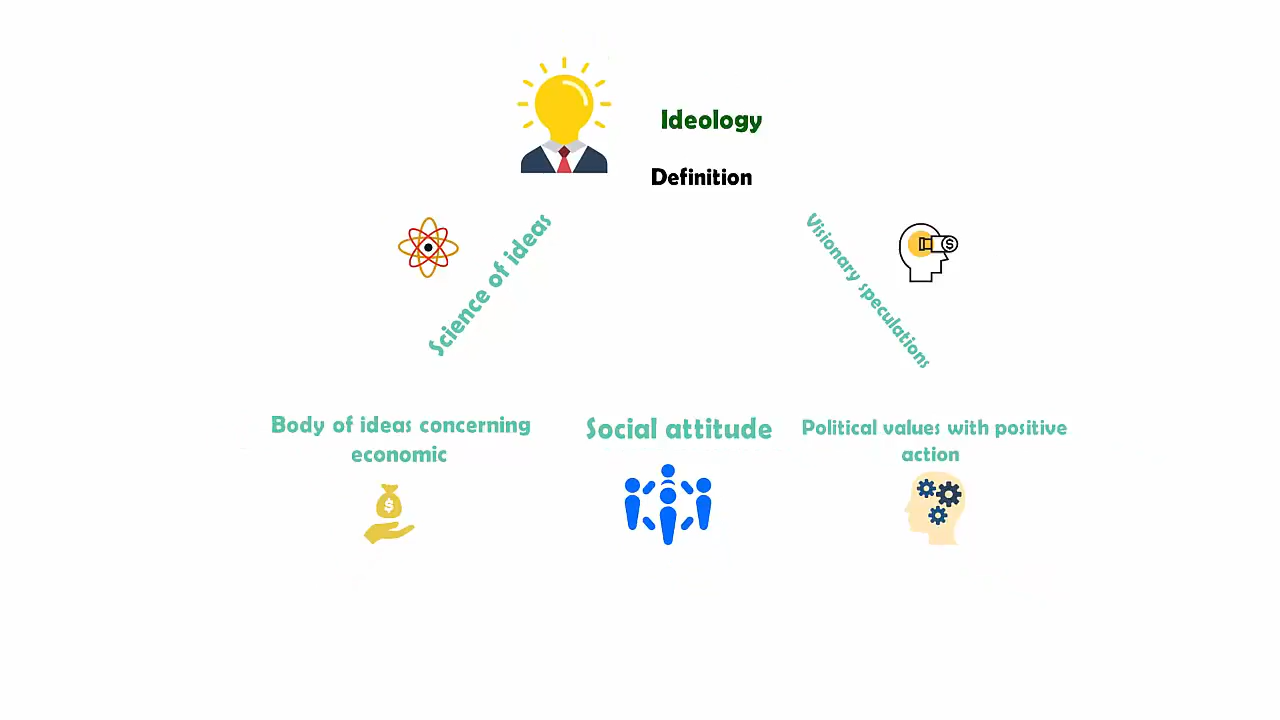 Ideology
Definition
Science of ideas
Visionary speculations
Body of ideas concerning
economic
Social attitude
Political values with positive
action
$
$